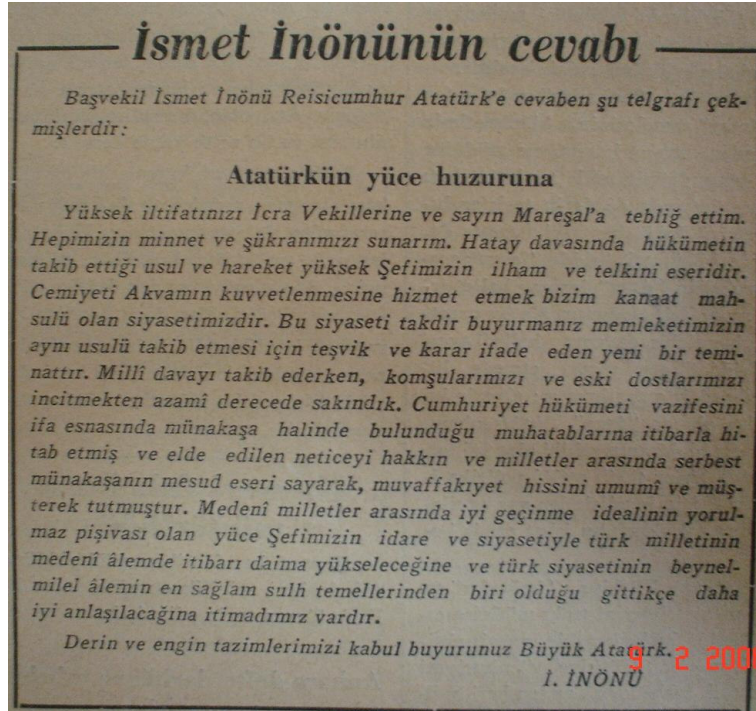 İsmet İnönünün cevabı
Başvekil İsmet İnönü Reisicumhur Atatürk'e cevaben şu telgrafı çek-
mişlerdir:
Atatürkün yüce huzuruna
Yüksek iltifatınızı İcra Vekillerine ve sayın Mareşal'a tebliğ ettim.
Hepimizin minnet ve şükranımızı sunarım. Hatay davasında hükûmetin
takib ettiği usul ve hareket yüksek Şefimizin ilham ve telkini eseridir.
Cemiyeti Akvamın kuvvetlenmesine hizmet etmek bizim kanaat mah-
sulü olan siyasetimizdir. Bu siyaseti takdir buyurmanız memleketimizin
aynı usulü takib etmesi için teşvik ve karar ifade eden yeni bir temi-
nattır. Millî davayı takib ederken, komşularımızı ve eski dostlarımızı
incitmekten azamî derecede sakındık. Cumhuriyet hükûmeti vazifesini
ifa esnasında münakaşa halinde bulunduğu muhatablarına itibarla hi-
tab etmiş ve elde edilen neticeyi hakkın ve milletler arasında serbest
münakaşanın mesud eseri sayarak, muvaffakıyet hissini umumî ve müş-
terek tutmuştur. Medenî milletler arasında iyi geçinme idealinin yorul-
maz pişivası olan yüce Şefimizin idare ve siyasetiyle türk milletinin
medenî âlemde itibarı daima yükseleceğine ve türk siyasetinin beynel-
milel âlemin en sağlam sulh temellerinden biri olduğu gittikçe daha
iyi anlaşılacağına itimadımız vardır.
Derin ve engin tazimlerimizi kabul buyurunuz Büyük Atatürk.
İ. İNÖNÜ
9 2 200